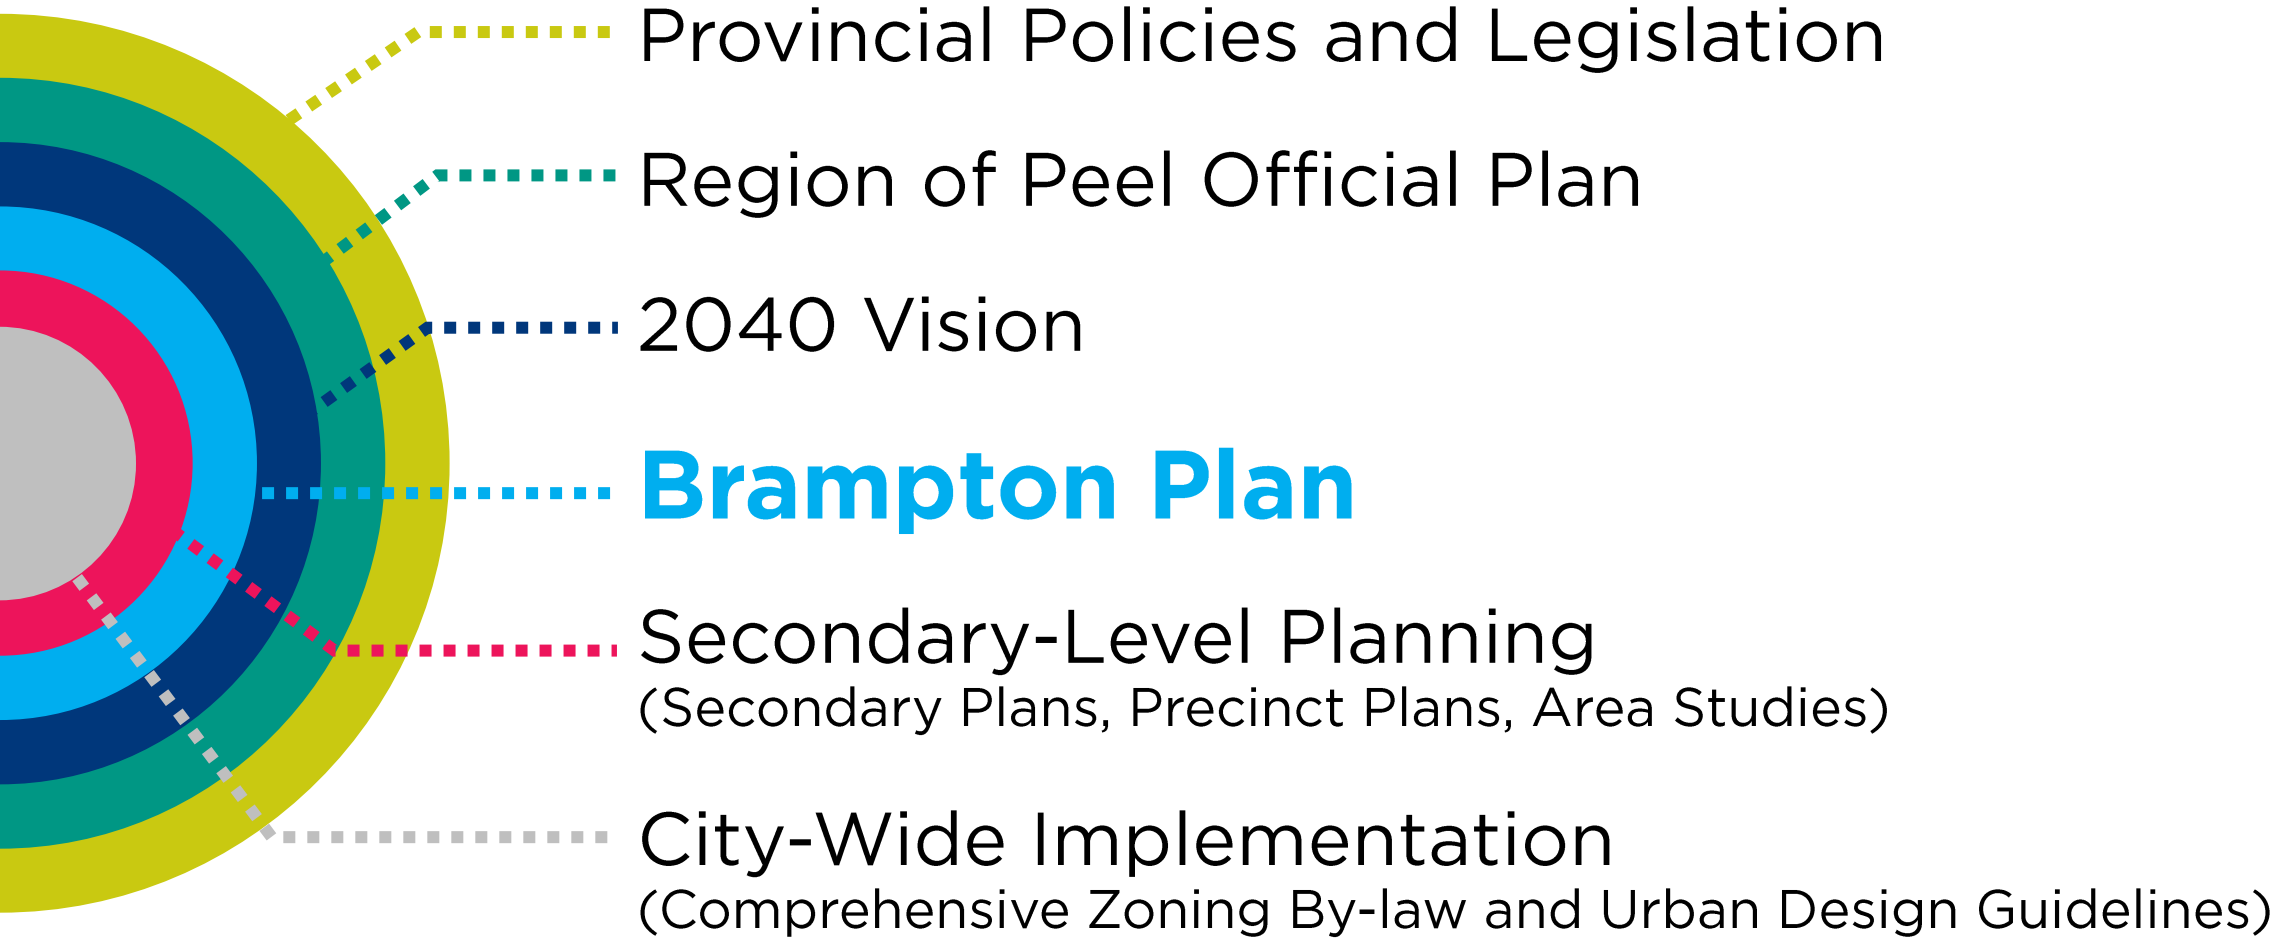 Provincial Policies and Legislation
Region of Peel Official Plan
2040 Vision
Brampton Plan
Secondary-Level Planning
(Secondary Plans, Precinct Plans, Area Studies)
City-Wide Implementation
(Comprehensive Zoning By-law and Urban Design Guidelines)